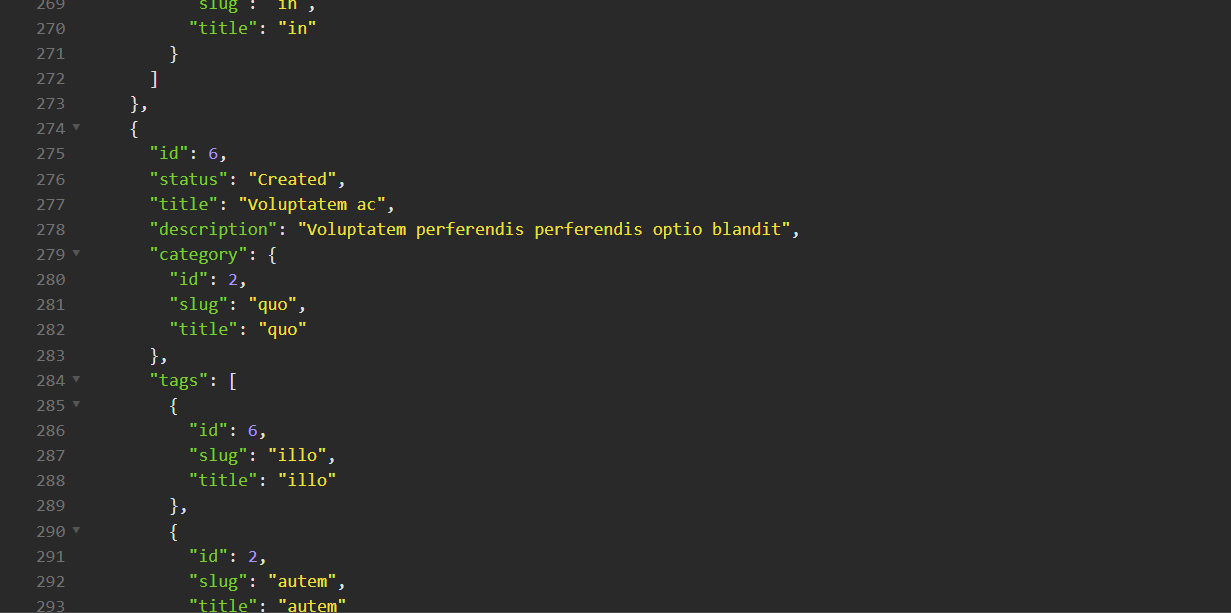 269 "slug": "in",
270 "title": "in"
271 }
272 ]
273 },
274 {
275 "id": 6,
276 "status": "Created",
277 "title": "Voluptatem ac",
278 "description": "Voluptatem perferendis perferendis optio blandit",
279 "category": {
280 "id": 2,
281 "slug": "quo",
282 "title": "quo"
283 },
284 "tags": [
285 {
286 "id": 6,
287 "slug": "illo",
288 "title": "illo"
289 },
290 {
291 "id": 2,
292 "slug": "autem",
293 "title": "autem"